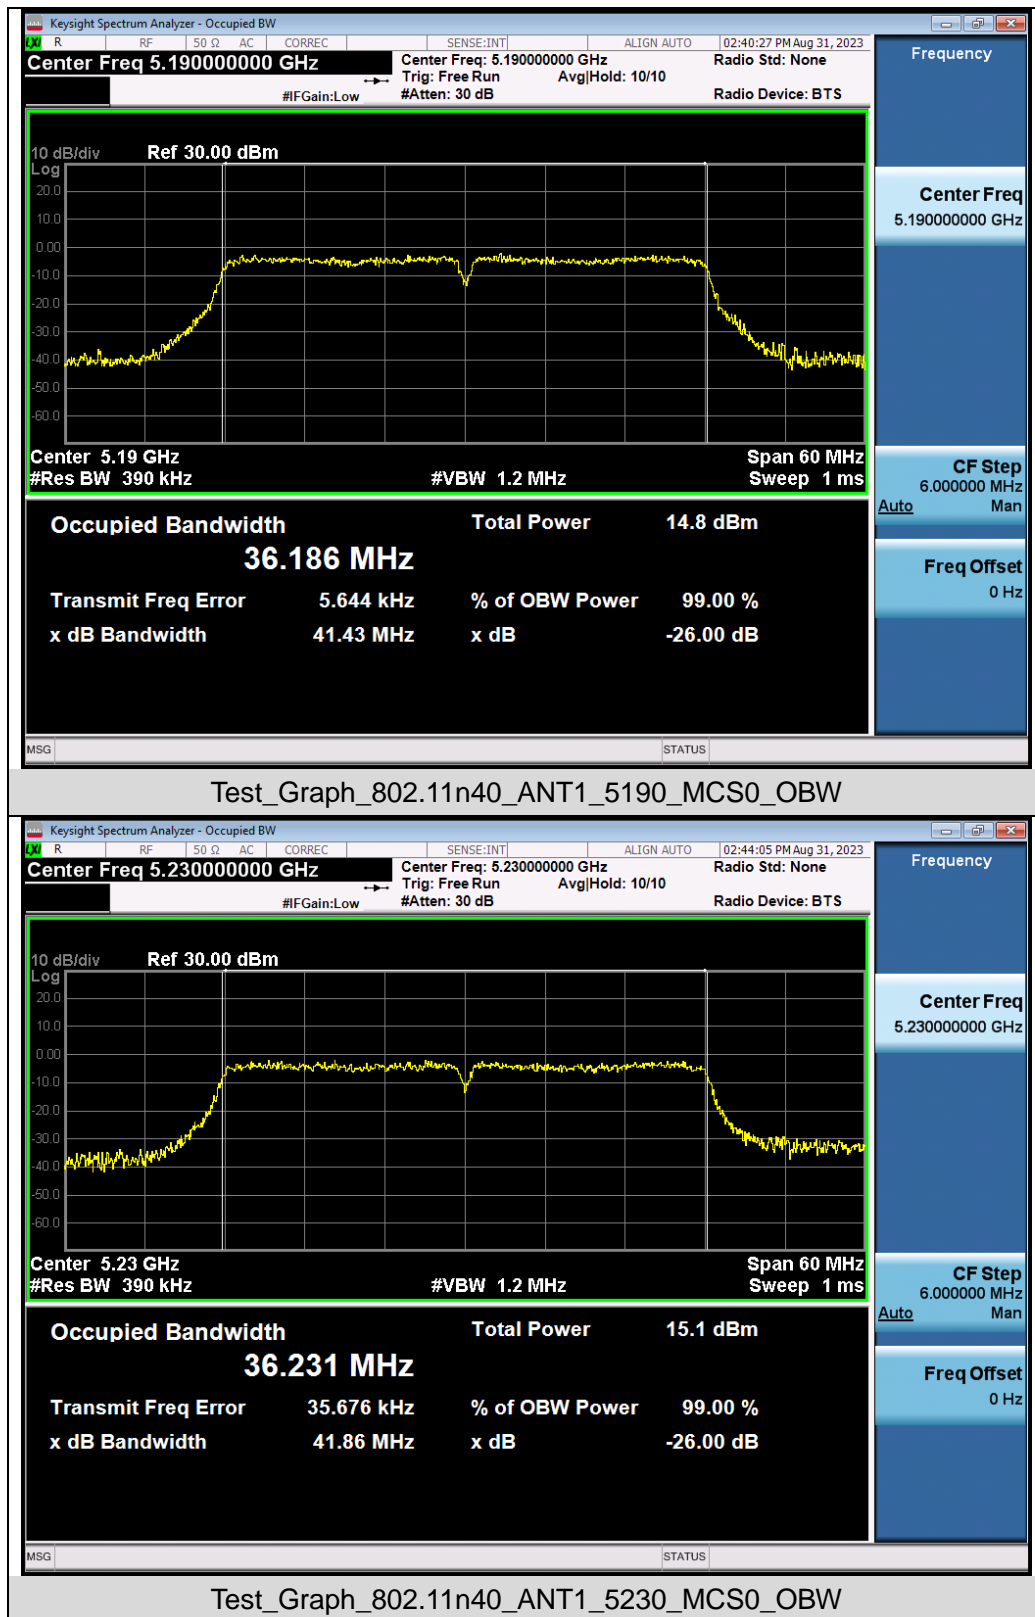 Keysight Spectrum Analyzer - Occupied BW
LXI R RF 50 Ω AC CORREC SENSE:INT ALIGN AUTO 02:40:27 PM Aug 31, 2023
Center Freq 5.190000000 GHz
Center Freq: 5.190000000 GHz
Radio Std: None
Trig: Free Run Avg|Hold: 10/10
#IFGain:Low
#Atten: 30 dB
Radio Device: BTS
Frequency
10 dB/div Ref 30.00 dBm
Log
20.0
10.0
0.00
-10.0
-20.0
-30.0
-40.0
-50.0
-60.0
Center 5.19 GHz
Span 60 MHz
#Res BW 390 kHz
#VBW 1.2 MHz
Sweep 1 ms
Center Freq
5.190000000 GHz
CF Step
6.000000 MHz
Auto Man
Freq Offset
0 Hz
Occupied Bandwidth
Total Power 14.8 dBm
36.186 MHz
Transmit Freq Error 5.644 kHz
% of OBW Power 99.00 %
x dB Bandwidth 41.43 MHz
x dB -26.00 dB
MSG STATUS
Test_Graph_802.11n40_ANT1_5190_MCS0_OBW
Keysight Spectrum Analyzer - Occupied BW
LXI R RF 50 Ω AC CORREC SENSE:INT ALIGN AUTO 02:44:05 PM Aug 31, 2023
Center Freq 5.230000000 GHz
Center Freq: 5.230000000 GHz
Radio Std: None
Trig: Free Run Avg|Hold: 10/10
#IFGain:Low
#Atten: 30 dB
Radio Device: BTS
Frequency
10 dB/div Ref 30.00 dBm
Log
20.0
10.0
0.00
-10.0
-20.0
-30.0
-40.0
-50.0
-60.0
Center 5.23 GHz
Span 60 MHz
#Res BW 390 kHz
#VBW 1.2 MHz
Sweep 1 ms
Center Freq
5.230000000 GHz
CF Step
6.000000 MHz
Auto Man
Freq Offset
0 Hz
Occupied Bandwidth
Total Power 15.1 dBm
36.231 MHz
Transmit Freq Error 35.676 kHz
% of OBW Power 99.00 %
x dB Bandwidth 41.86 MHz
x dB -26.00 dB
MSG STATUS
Test_Graph_802.11n40_ANT1_5230_MCS0_OBW